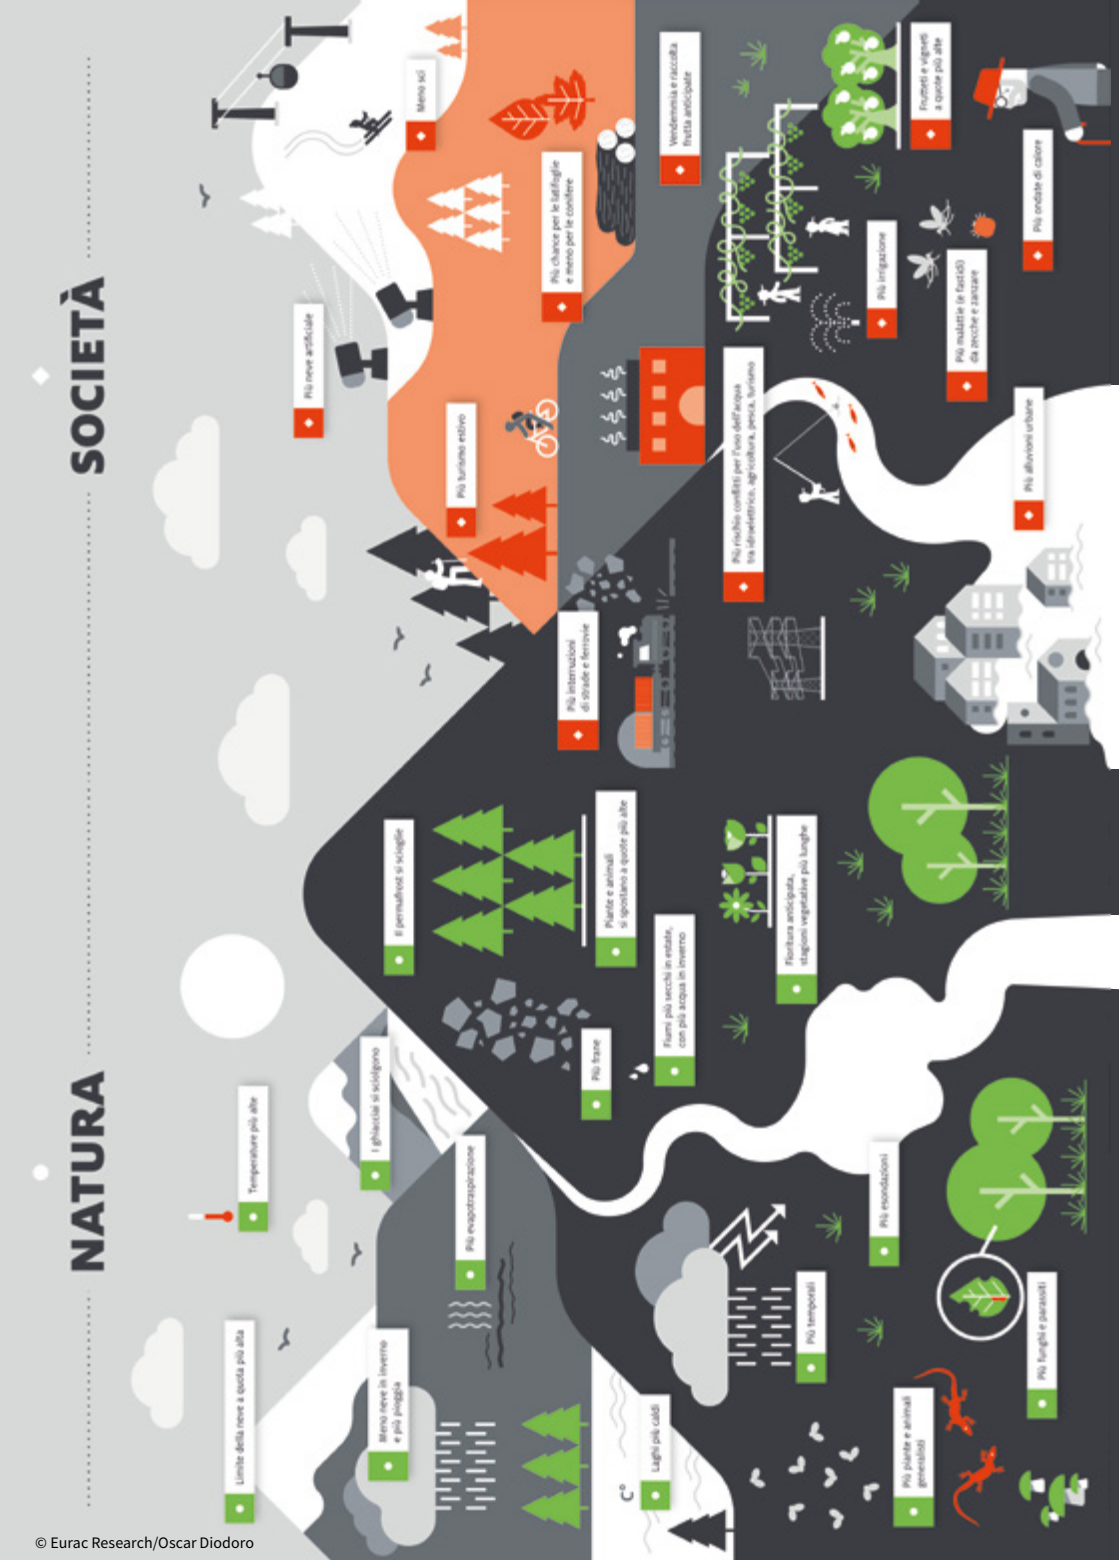 NATURA
SOCIETÀ
Limite della neve a quota più alta
Temperature più alte
Meno neve in inverno
e più pioggia
I ghiacciai si sciolgono
Il permafrost si scioglie
Più evapotraspirazione
Piante e animali
si spostano a quote più alte
Più frane
Fiumi più secchi in estate,
con più acqua in inverno
C°
Laghi più caldi
Fioritura anticipata,
stagioni vegetative più lunghe
Più temporali
Più esondazioni
Più piante e animali
generalisti
Più funghi e parassiti
Più neve artificiale
Meno sci
Più turismo estivo
Più chance per le latifoglie
e meno per le conifere
Più interruzioni
di strade e ferrovie
Vendemmia e raccolta
frutta anticipate
Più rischio conflitti per l'uso dell'acqua
tra idroelettrico, agricoltura, pesca, turismo
Più irrigazione
Frutteti e vigneti
a quote più alte
Più malattie (e fastidi)
da zecche e zanzare
Più ondate di calore
Più alluvioni urbane
© Eurac Research/Oscar Diodoro